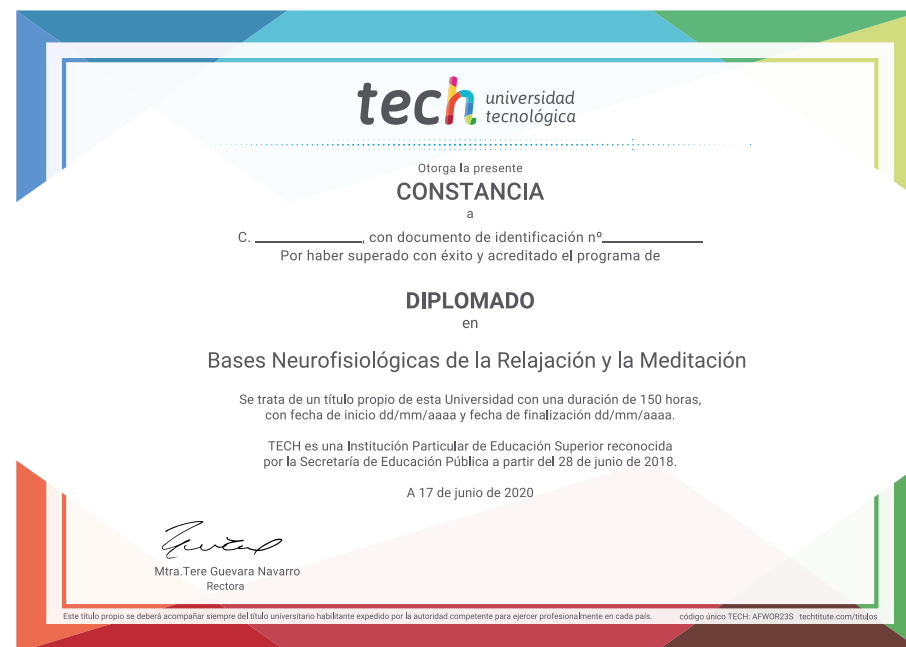 tech universidad
tecnológica
Otorga la presente
CONSTANCIA
a
C. ______________, con documento de identificación nº_____________
Por haber superado con éxito y acreditado el programa de
DIPLOMADO
en
Bases Neurofisiológicas de la Relajación y la Meditación
Se trata de un título propio de esta Universidad con una duración de 150 horas,
con fecha de inicio dd/mm/aaaa y fecha de finalización dd/mm/aaaa.
TECH es una Institución Particular de Educación Superior reconocida
por la Secretaría de Educación Pública a partir del 28 de junio de 2018.
A 17 de junio de 2020
Mtra.Tere Guevara Navarro
Rectora
Este título propio se deberá acompañar siempre del título universitario habilitante expedido por la autoridad competente para ejercer profesionalmente en cada país. código único TECH: AFWOR23S techtitute.com/titulos